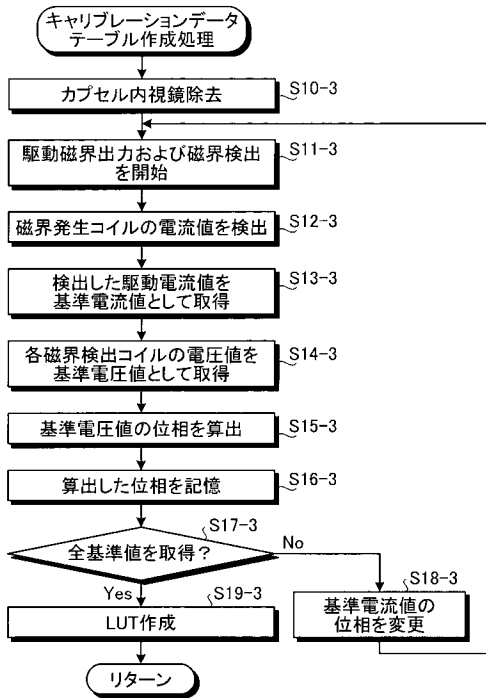 キャリブレーションデータ
テーブル作成処理
カプセル内視鏡除去
S10-3
駆動磁界出力および磁界検出
を開始
S11-3
磁界発生コイルの電流値を検出
S12-3
検出した駆動電流値を
基準電流値として取得
S13-3
各磁界検出コイルの電圧値を
基準電圧値として取得
S14-3
基準電圧値の位相を算出
S15-3
算出した位相を記憶
S16-3
全基準値を取得?
S17-3
No
Yes
基準電流値の
位相を変更
S18-3
LUT作成
S19-3
リターン